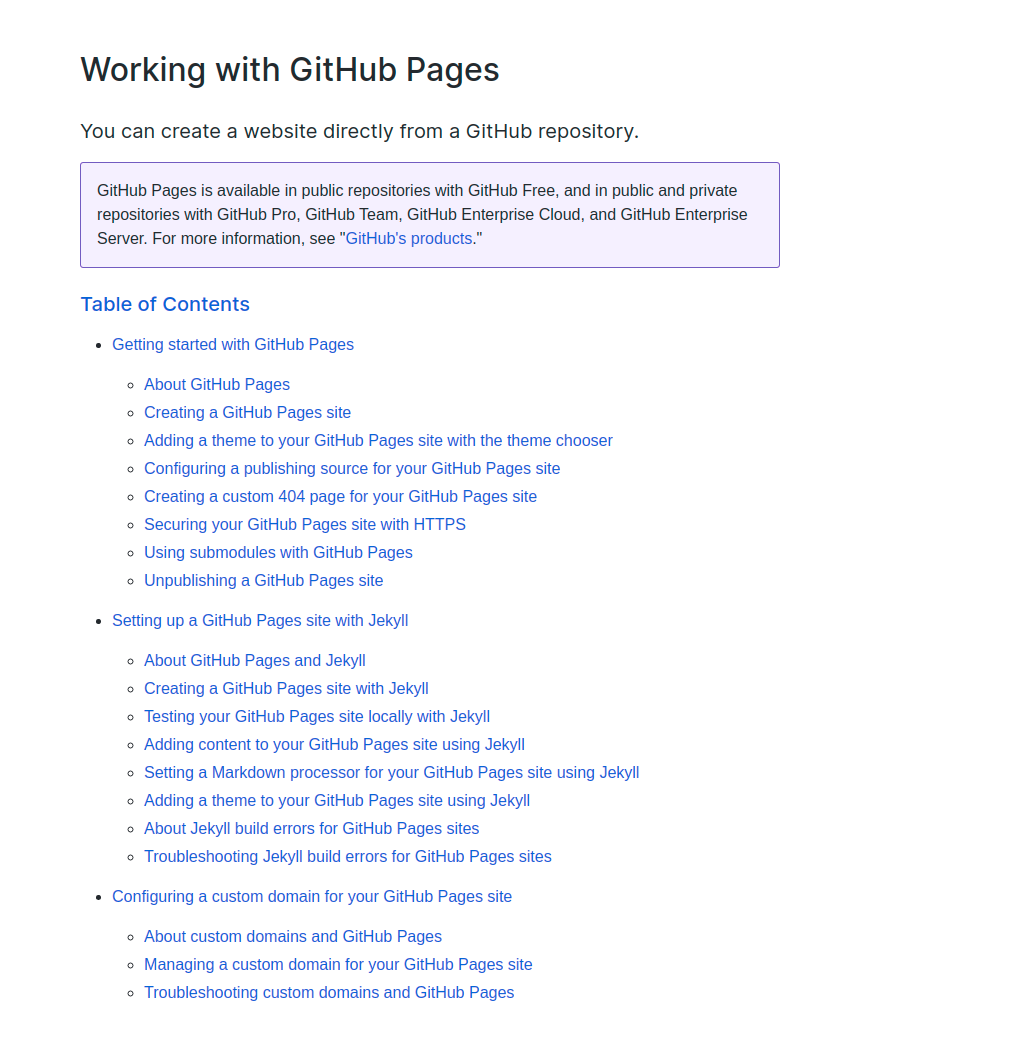 Working with GitHub Pages
You can create a website directly from a GitHub repository.
GitHub Pages is available in public repositories with GitHub Free, and in public and private
repositories with GitHub Pro, GitHub Team, GitHub Enterprise Cloud, and GitHub Enterprise
Server. For more information, see "GitHub's products."
Table of Contents
Getting started with GitHub Pages
About GitHub Pages
Creating a GitHub Pages site
Adding a theme to your GitHub Pages site with the theme chooser
Configuring a publishing source for your GitHub Pages site
Creating a custom 404 page for your GitHub Pages site
Securing your GitHub Pages site with HTTPS
Using submodules with GitHub Pages
Unpublishing a GitHub Pages site
Setting up a GitHub Pages site with Jekyll
About GitHub Pages and Jekyll
Creating a GitHub Pages site with Jekyll
Testing your GitHub Pages site locally with Jekyll
Adding content to your GitHub Pages site using Jekyll
Setting a Markdown processor for your GitHub Pages site using Jekyll
Adding a theme to your GitHub Pages site using Jekyll
About Jekyll build errors for GitHub Pages sites
Troubleshooting Jekyll build errors for GitHub Pages sites
Configuring a custom domain for your GitHub Pages site
About custom domains and GitHub Pages
Managing a custom domain for your GitHub Pages site
Troubleshooting custom domains and GitHub Pages